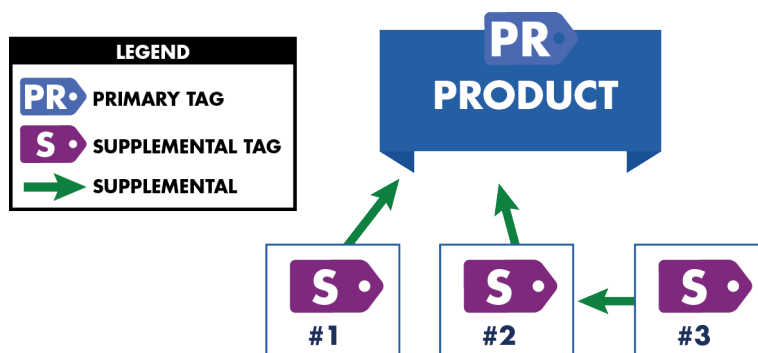 LEGEND
PR PRIMARY TAG
S SUPPLEMENTAL TAG
SUPPLEMENTAL
PR
PRODUCT
S
#1
S
#2
S
#3